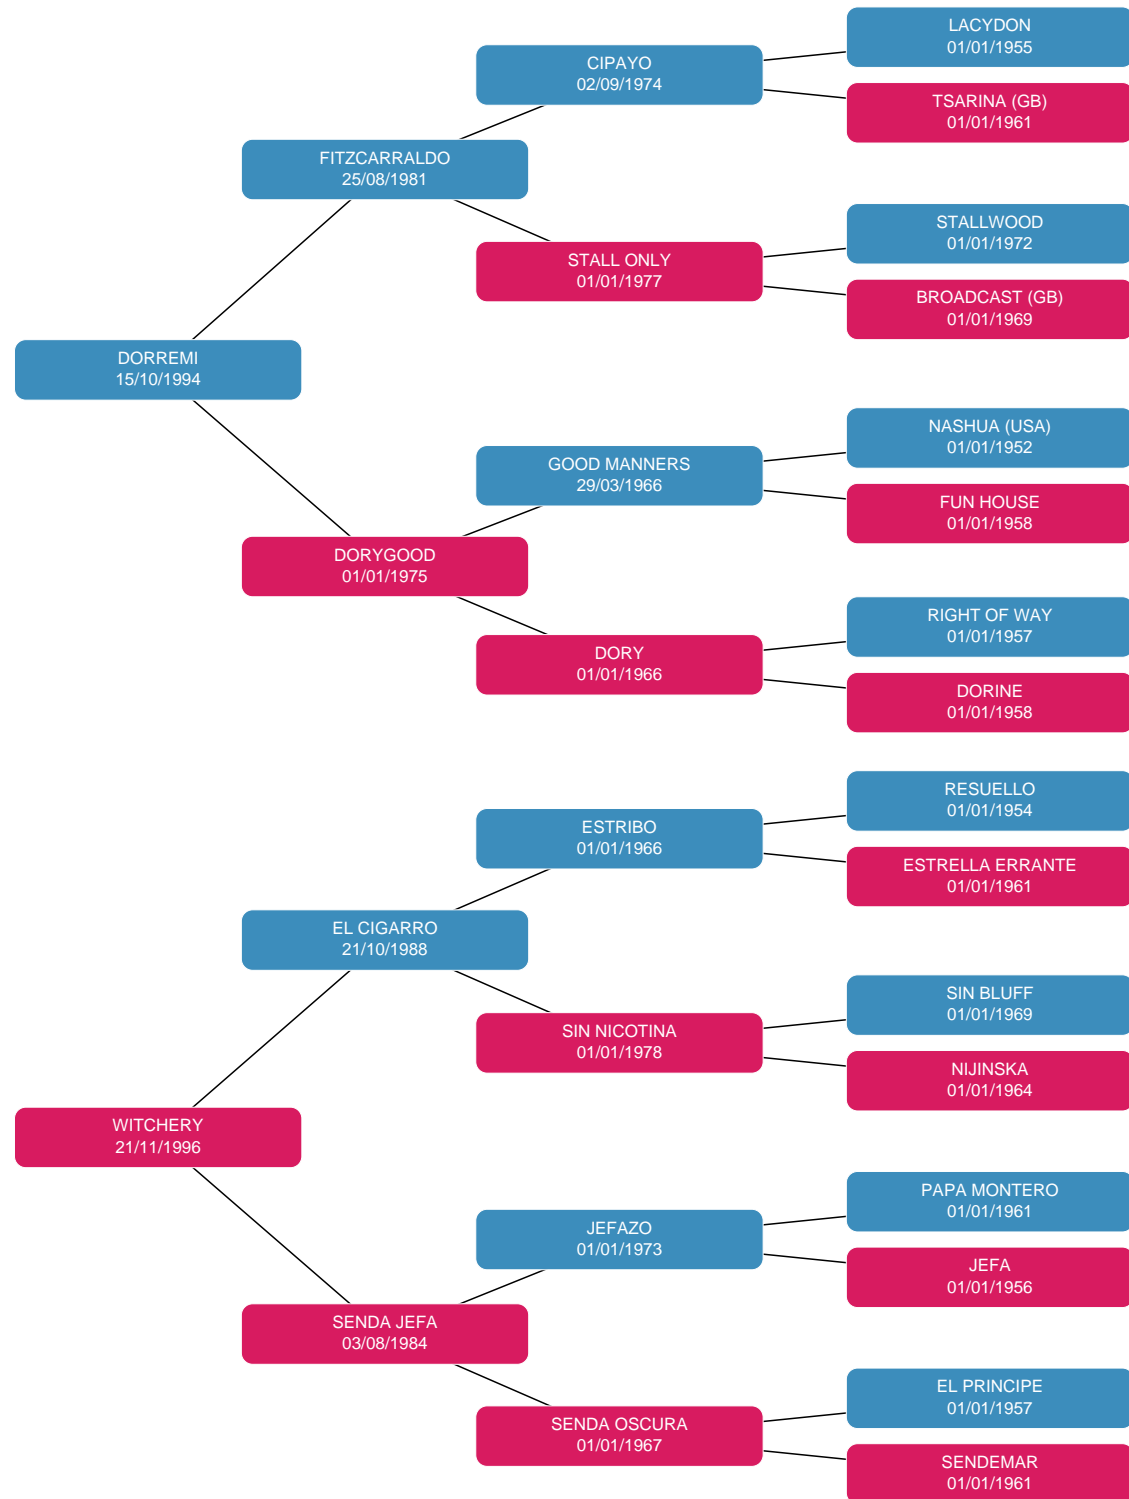 LACYDON
01/01/1955
CIPAYO
02/09/1974
TSARINA (GB)
01/01/1961
FITZCARRALDO
25/08/1981
STALLWOOD
01/01/1972
STALL ONLY
01/01/1977
BROADCAST (GB)
01/01/1969
DORREMI
15/10/1994
NASHUA (USA)
01/01/1952
GOOD MANNERS
29/03/1966
FUN HOUSE
01/01/1958
DORYGOOD
01/01/1975
RIGHT OF WAY
01/01/1957
DORY
01/01/1966
DORINE
01/01/1958
RESUELLO
01/01/1954
ESTRIBO
01/01/1966
ESTRELLA ERRANTE
01/01/1961
EL CIGARRO
21/10/1988
SIN BLUFF
01/01/1969
SIN NICOTINA
01/01/1978
NIJINSKA
01/01/1964
WITCHERY
21/11/1996
PAPA MONTERO
01/01/1961
JEFAZO
01/01/1973
JEFA
01/01/1956
SENDA JEFA
03/08/1984
EL PRINCIPE
01/01/1957
SENDA OSCURA
01/01/1967
SENDEMAR
01/01/1961